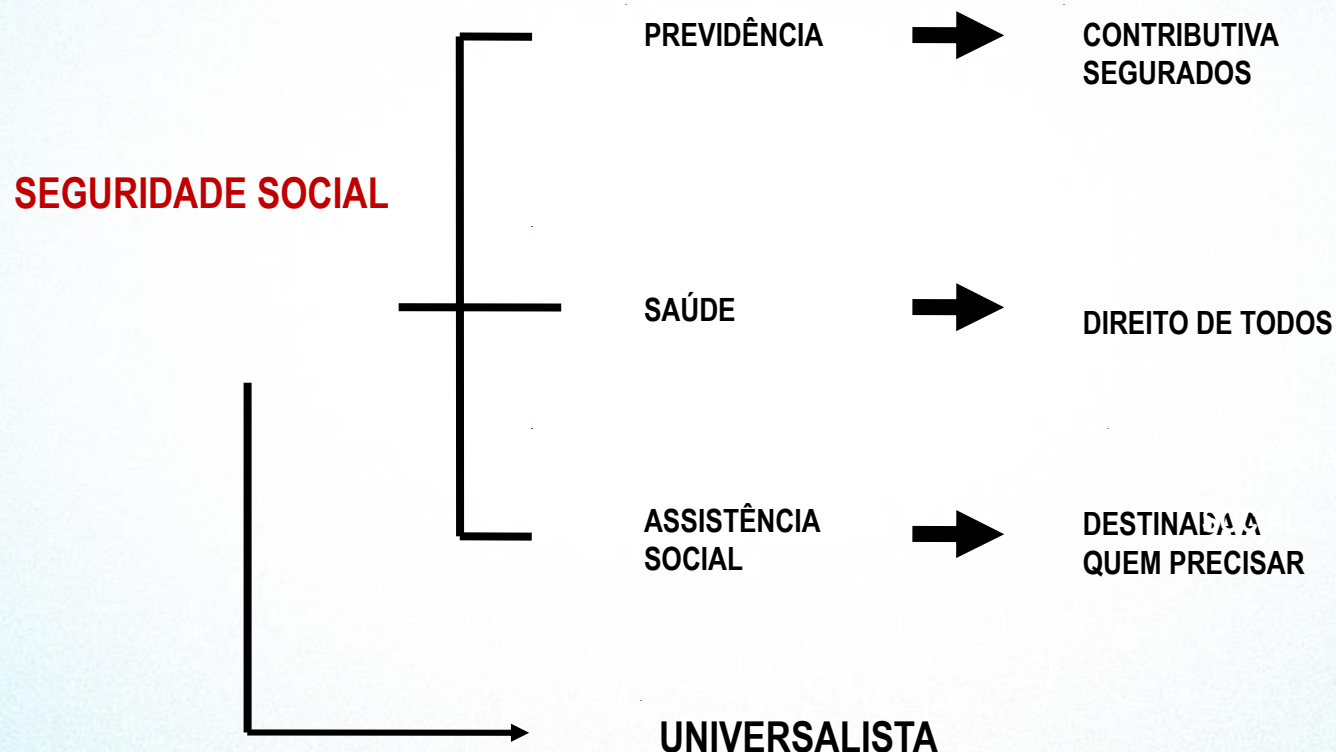 PREVIDÊNCIA
CONTRIBUTIVA
SEGURADOS
SEGURIDADE SOCIAL
SAÚDE
DIREITO DE TODOS
ASSISTÊNCIA
SOCIAL
DESTINADA A
QUEM PRECISAR
UNIVERSALISTA